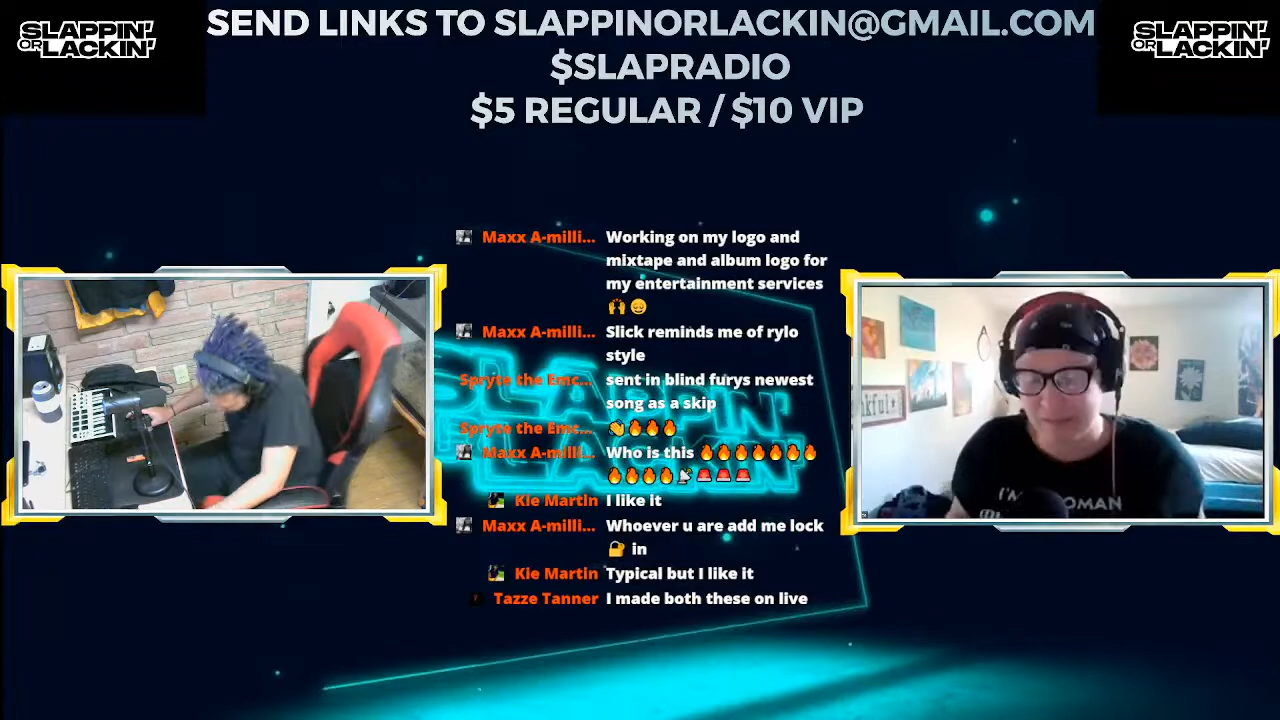 SLAPPIN'
OR LACKIN'
SEND LINKS TO SLAPPINORLACKIN@GMAIL.COM
$SLAPRADIO
$5 REGULAR / $10 VIP
SLAPPIN'
OR LACKIN'
Maxx A-milli... Working on my logo and
mixtape and album logo for
my entertainment services
🙌 😄
Maxx A-milli... Slick reminds me of rylo
style
Spryte the Emc... sent in blind furys newest
song as a skip
Spryte the Emc... 👏🔥🔥🔥
Maxx A-milli... Who is this 🔥🔥🔥🔥🔥🔥
🔥🔥🔥🔥📡🚨🚨🚨
Kie Martin I like it
Maxx A-milli... Whoever u are add me lock
🔐 in
Kie Martin Typical but I like it
Tazze Tanner I made both these on live
SLAPPIN'
I'M
OMAN